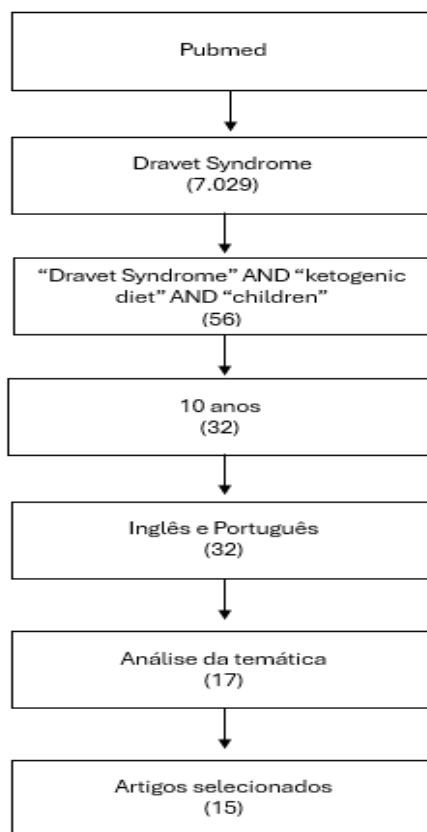 Pubmed
Dravet Syndrome
(7.029)
“Dravet Syndrome” AND “ketogenic
diet” AND “children”
(56)
10 anos
(32)
Inglês e Português
(32)
Análise da temática
(17)
Artigos selecionados
(15)